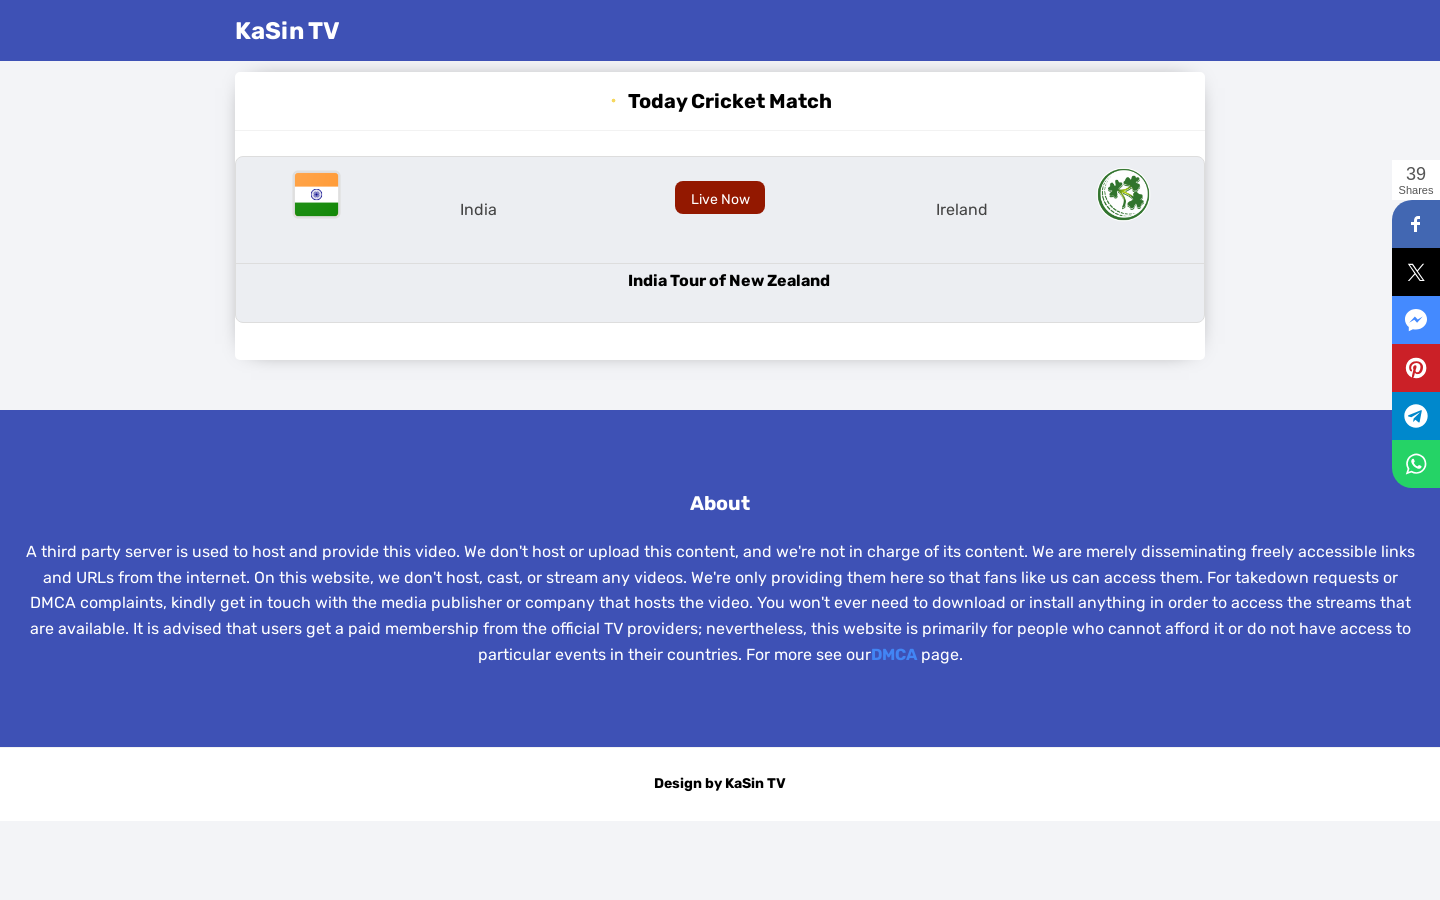 KaSin TV
Today Cricket Match
India
Live Now
Ireland
India Tour of New Zealand
39
Shares
About
A third party server is used to host and provide this video. We don't host or upload this content, and we're not in charge of its content. We are merely disseminating freely accessible links
and URLs from the internet. On this website, we don't host, cast, or stream any videos. We're only providing them here so that fans like us can access them. For takedown requests or
DMCA complaints, kindly get in touch with the media publisher or company that hosts the video. You won't ever need to download or install anything in order to access the streams that
are available. It is advised that users get a paid membership from the official TV providers; nevertheless, this website is primarily for people who cannot afford it or do not have access to
particular events in their countries. For more see ourDMCA page.
Design by KaSin TV